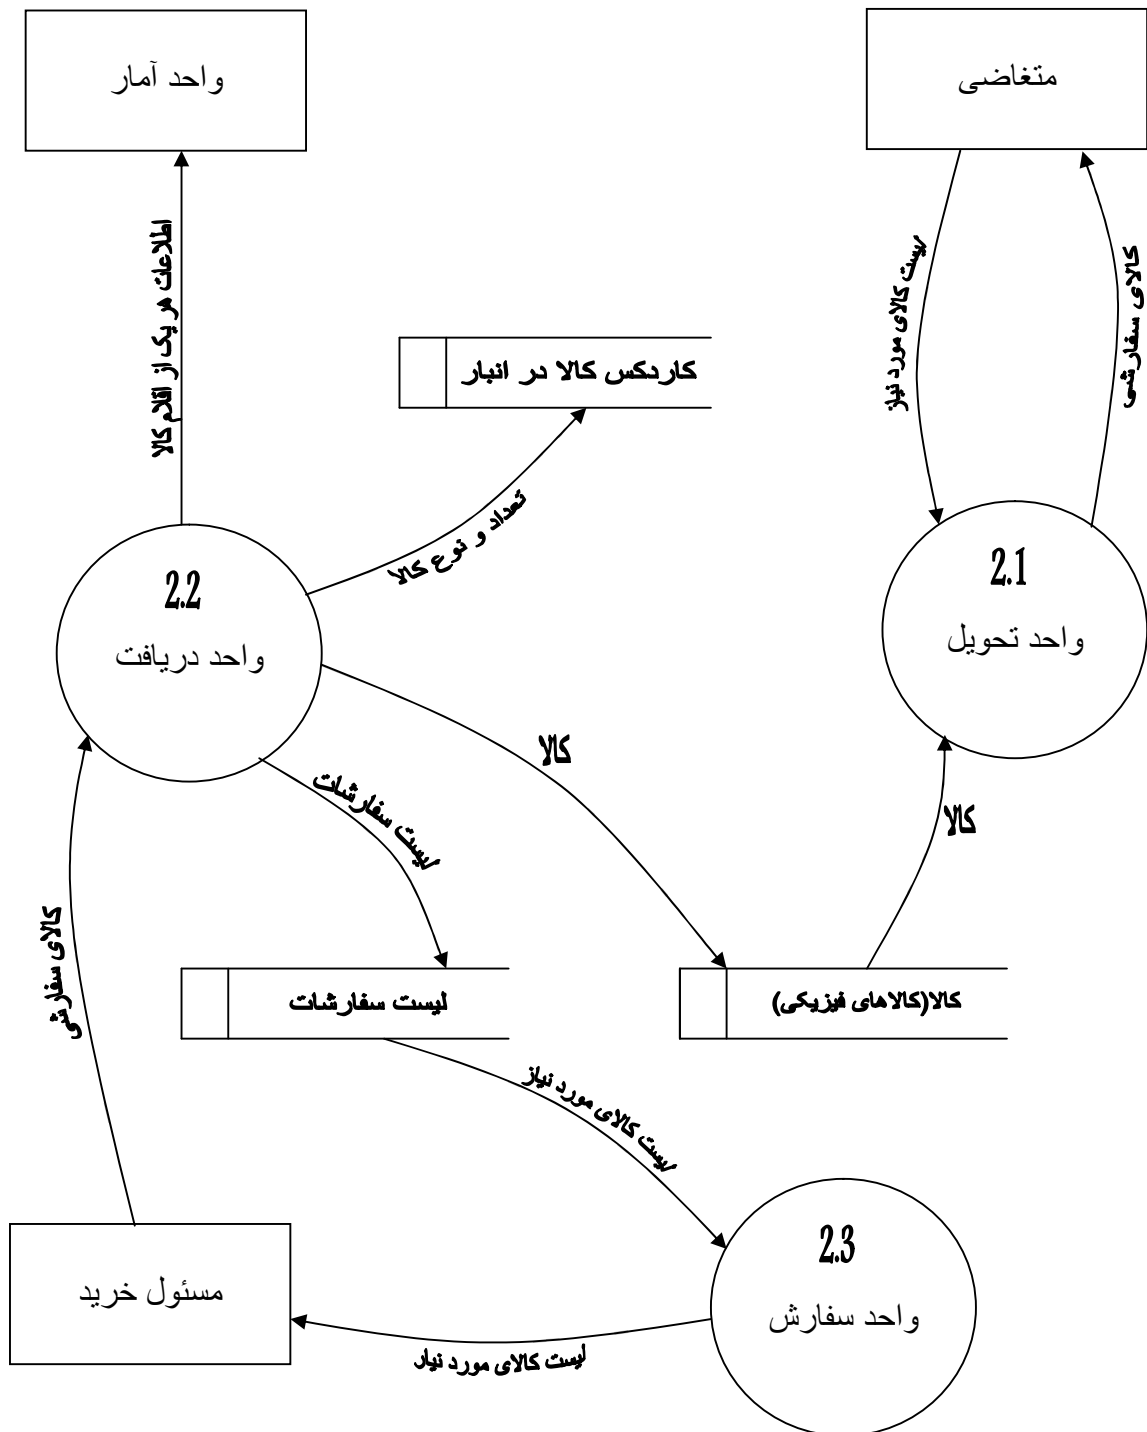 متغاضی
واحد آمار
لیست کالای مورد نیاز
کالای سفارشی
اطلاعات هر یک از اقلام کالا
کاردکس کالا در انبار
تعداد و نوع کالا
2.1
واحد تحویل
2.2
واحد دریافت
کالا
کالا
لیست سفارشات
کالای سفارشی
کالا(کالاهای فیزیکی)
لیست سفارشات
لیست کالای مورد نیاز
2.3
واحد سفارش
مسئول خرید
لیست کالای مورد نیار